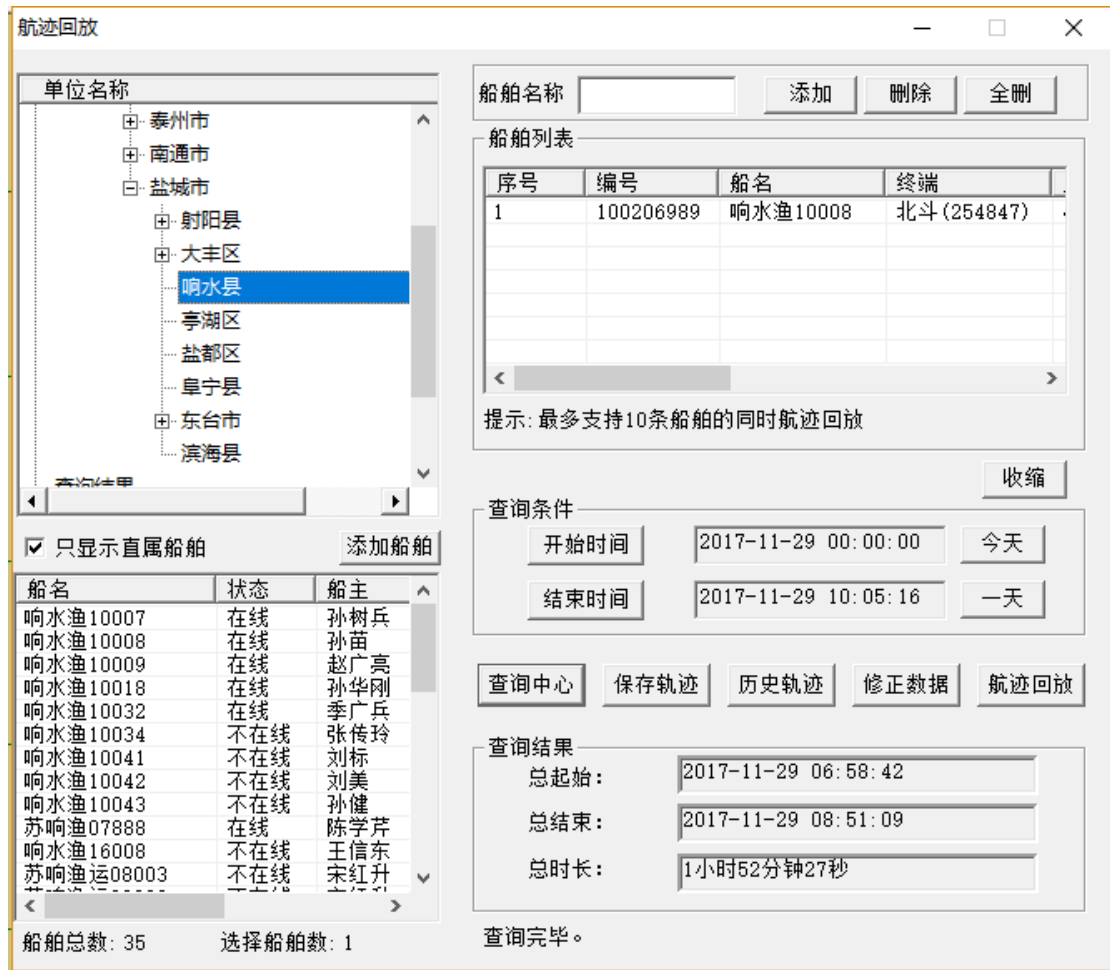 航迹回放
单位名称
泰州市
南通市
盐城市
射阳县
大丰区
响水县
亭湖区
盐都区
阜宁县
东台市
滨海县
查询结果
只显示直属船舶 添加船舶
船名 状态 船主
响水渔10007 在线 孙树兵
响水渔10008 在线 孙苗
响水渔10009 在线 赵广亮
响水渔10018 在线 孙华刚
响水渔10032 在线 季广兵
响水渔10034 不在线 张传玲
响水渔10041 不在线 刘标
响水渔10042 不在线 刘美
响水渔10043 不在线 孙健
苏响渔07888 在线 陈学芹
响水渔16008 不在线 王信东
苏响渔运08003 不在线 宋红升
船舶总数: 35 选择船舶数: 1
船舶名称 添加 删除 全删
船舶列表
序号 编号 船名 终端
1 100206989 响水渔10008 北斗(254847)
提示: 最多支持10条船舶的同时航迹回放
收缩
查询条件
开始时间 2017-11-29 00:00:00 今天
结束时间 2017-11-29 10:05:16 一天
查询中心 保存轨迹 历史轨迹 修正数据 航迹回放
查询结果
总起始: 2017-11-29 06:58:42
总结束: 2017-11-29 08:51:09
总时长: 1小时52分钟27秒
查询完毕。